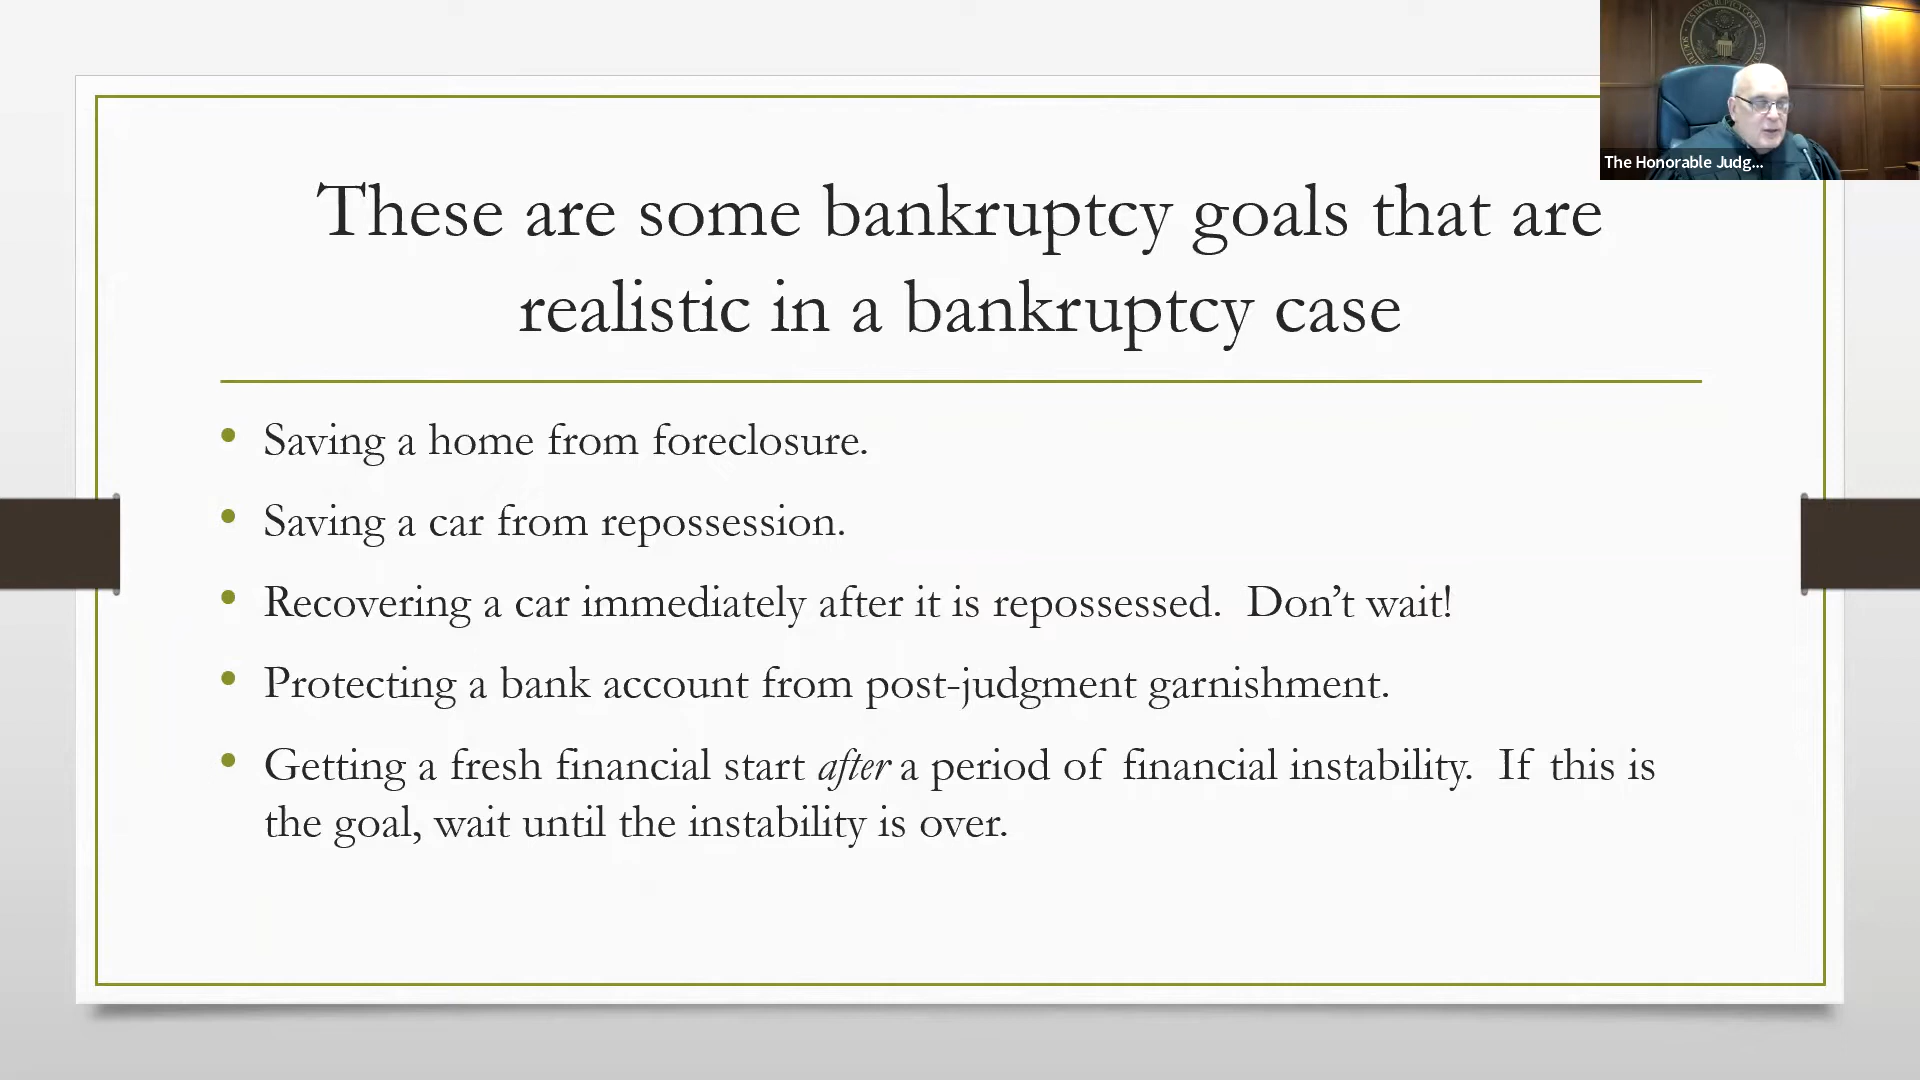 The Honorable Judg...
These are some bankruptcy goals that are
realistic in a bankruptcy case
• Saving a home from foreclosure.
• Saving a car from repossession.
• Recovering a car immediately after it is repossessed.  Don’t wait!
• Protecting a bank account from post-judgment garnishment.
• Getting a fresh financial start after a period of financial instability.  If this is
the goal, wait until the instability is over.